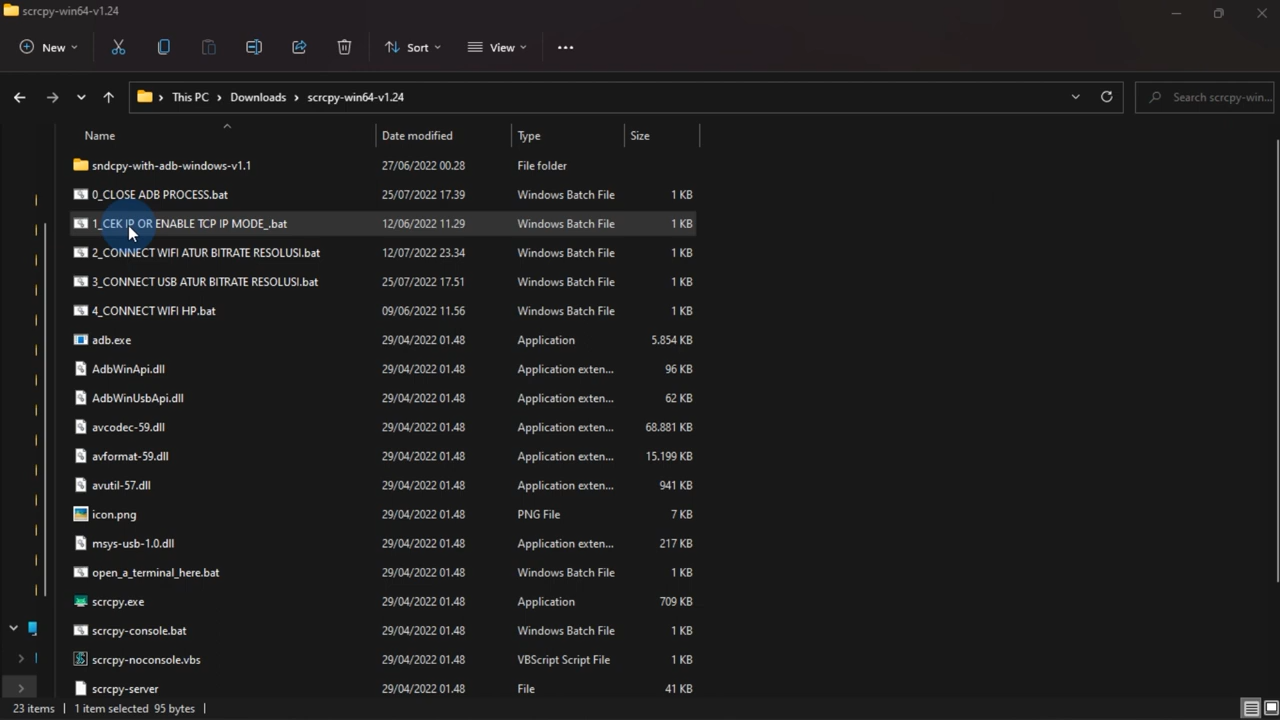 scrcpy-win64-v1.24
New Sort View
This PC Downloads scrcpy-win64-v1.24 Search scrcpy-win...
Name Date modified Type Size
sndcpy-with-adb-windows-v1.1 27/06/2022 00.28 File folder
0_CLOSE ADB PROCESS.bat 25/07/2022 17.39 Windows Batch File 1 KB
1_CEK IP OR ENABLE TCP IP MODE_.bat 12/06/2022 11.29 Windows Batch File 1 KB
2_CONNECT WIFI ATUR BITRATE RESOLUSI.bat 12/07/2022 23.34 Windows Batch File 1 KB
3_CONNECT USB ATUR BITRATE RESOLUSI.bat 25/07/2022 17.51 Windows Batch File 1 KB
4_CONNECT WIFI HP.bat 09/06/2022 11.56 Windows Batch File 1 KB
adb.exe 29/04/2022 01.48 Application 5.854 KB
AdbWinApi.dll 29/04/2022 01.48 Application exten... 96 KB
AdbWinUsbApi.dll 29/04/2022 01.48 Application exten... 62 KB
avcodec-59.dll 29/04/2022 01.48 Application exten... 68.881 KB
avformat-59.dll 29/04/2022 01.48 Application exten... 15.199 KB
avutil-57.dll 29/04/2022 01.48 Application exten... 941 KB
icon.png 29/04/2022 01.48 PNG File 7 KB
msys-usb-1.0.dll 29/04/2022 01.48 Application exten... 217 KB
open_a_terminal_here.bat 29/04/2022 01.48 Windows Batch File 1 KB
scrcpy.exe 29/04/2022 01.48 Application 709 KB
scrcpy-console.bat 29/04/2022 01.48 Windows Batch File 1 KB
scrcpy-noconsole.vbs 29/04/2022 01.48 VBScript Script File 1 KB
scrcpy-server 29/04/2022 01.48 File 41 KB
23 items 1 item selected 95 bytes